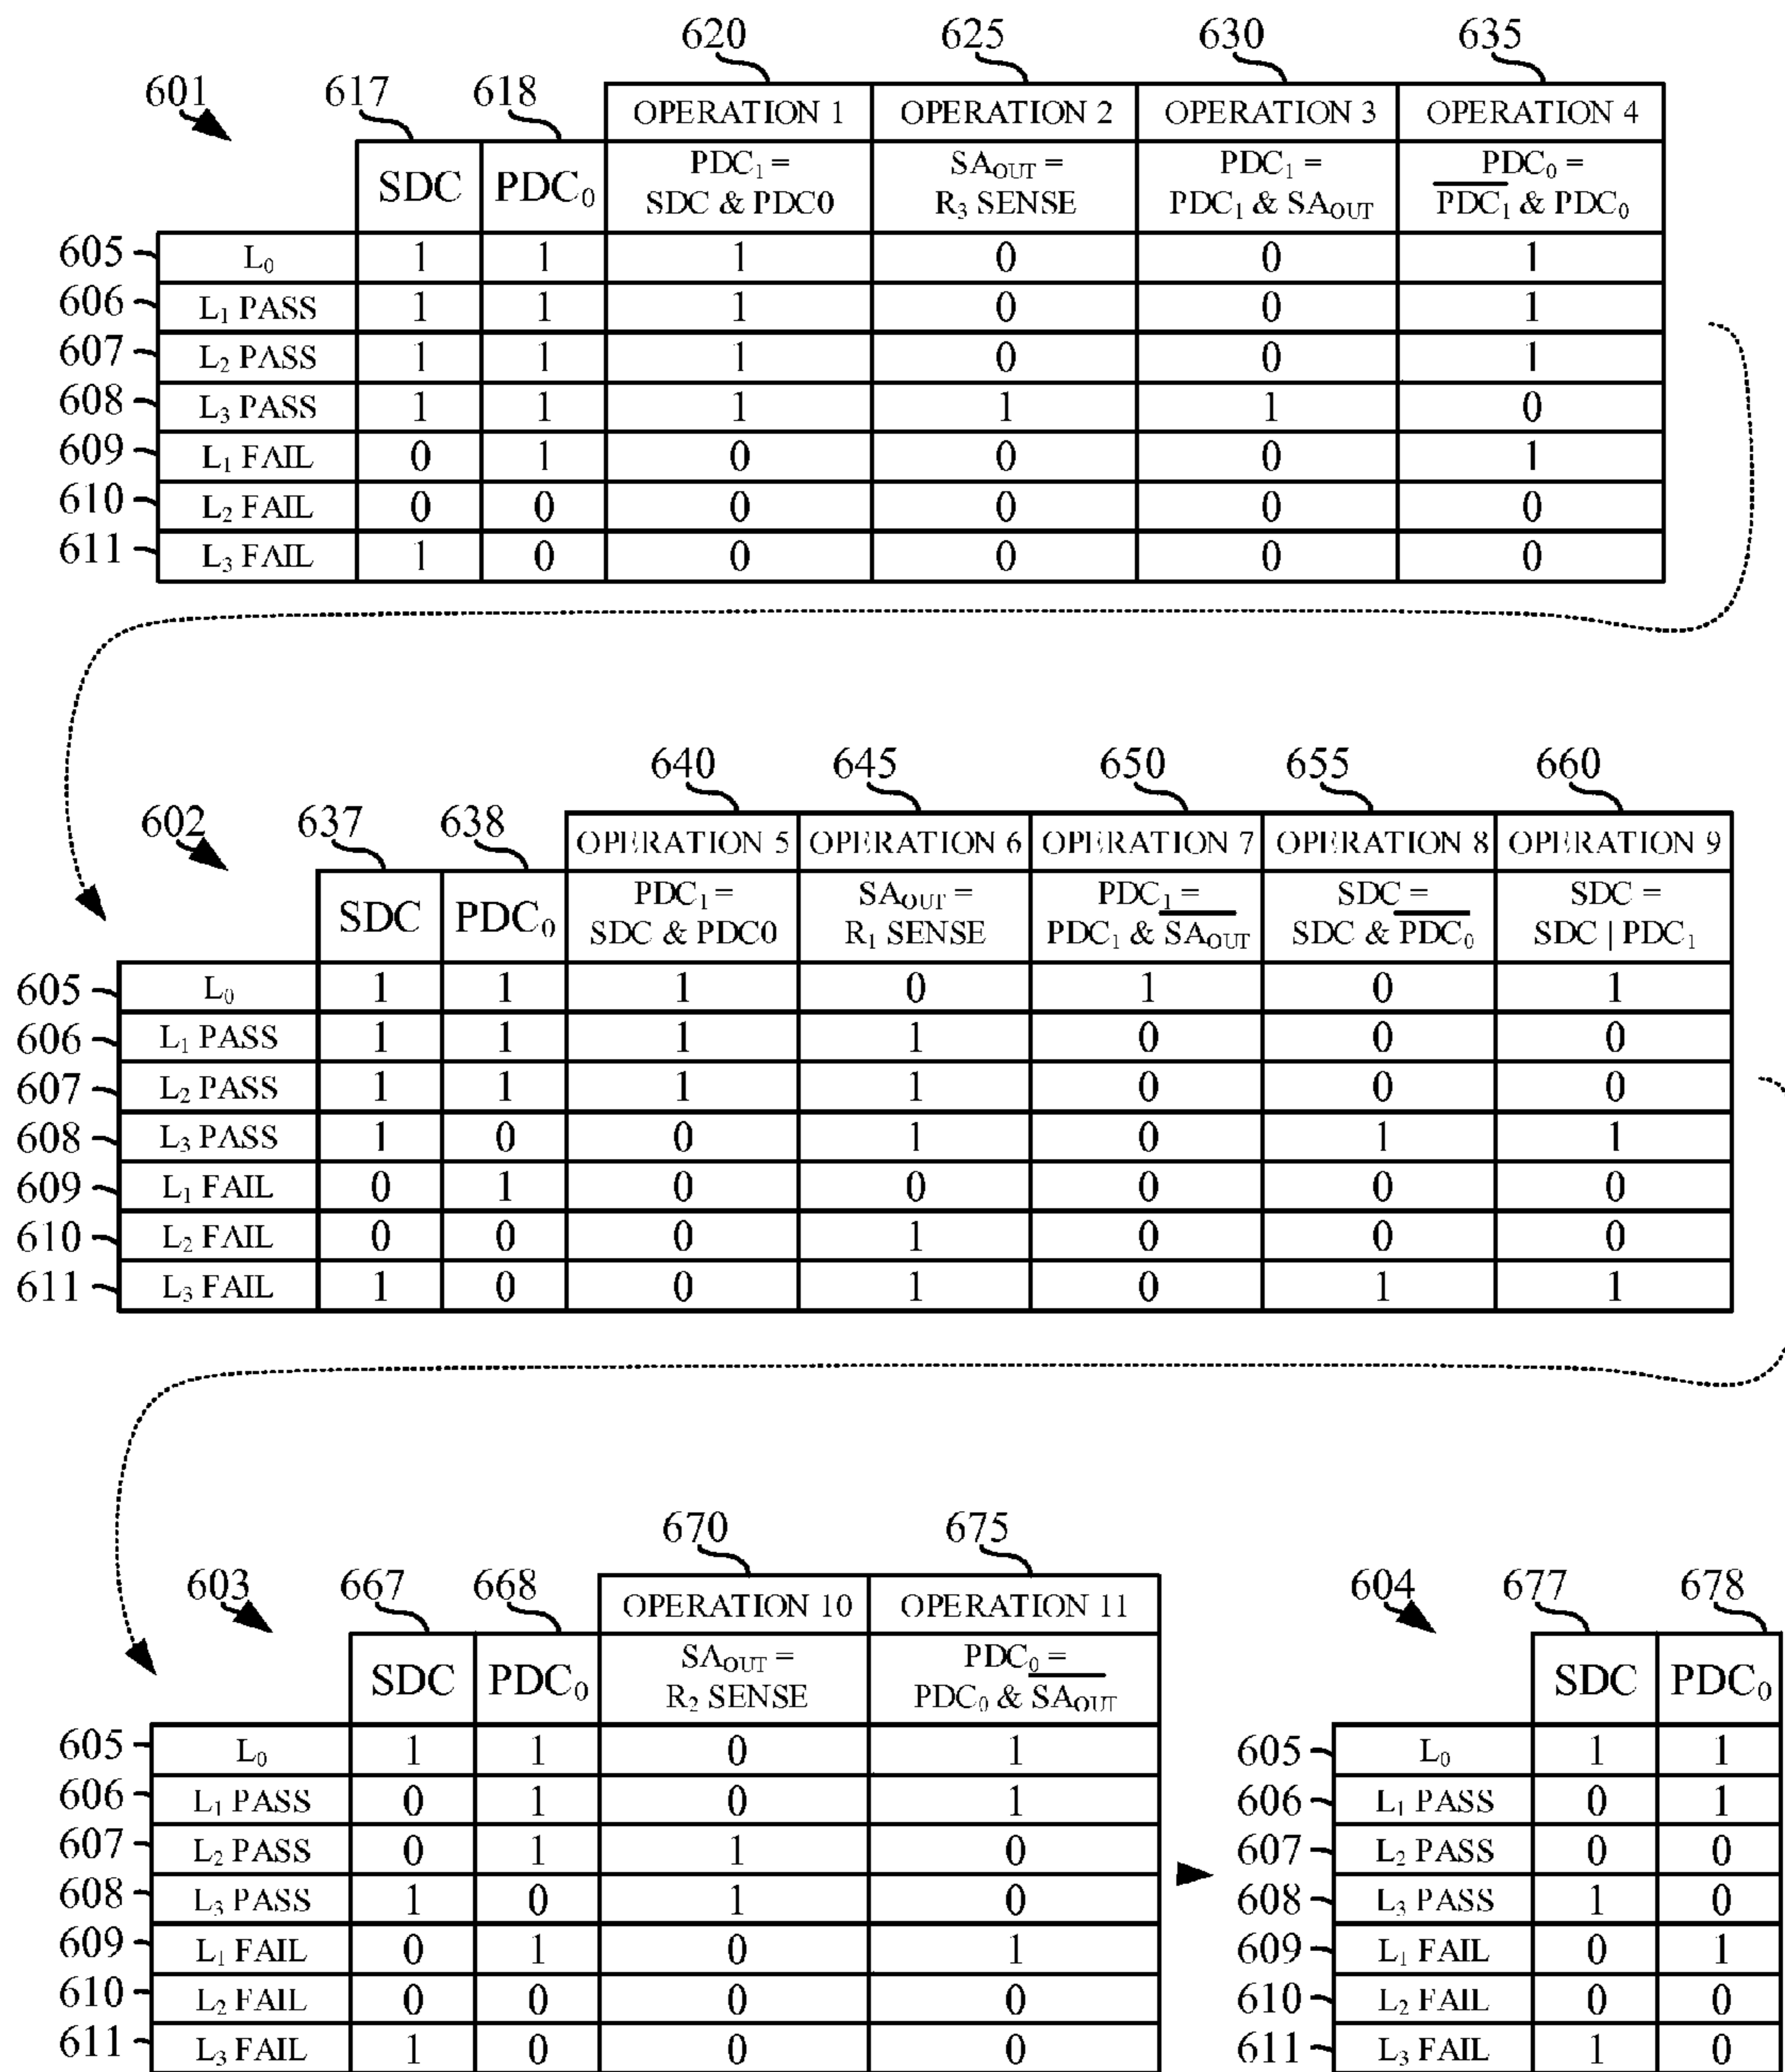 620 625 630 635
601 617 618
OPERATION 1 OPERATION 2 OPERATION 3 OPERATION 4
SDC PDC₀ PDC₁ = SDC & PDC0 SA_OUT = R₃ SENSE PDC₁ = PDC₁ & SA_OUT PDC₀ = P̅D̅C̅₁ & PDC₀
605 L₀ 1 1 1 0 0 1
606 L₁ PASS 1 1 1 0 0 1
607 L₂ PASS 1 1 1 0 0 1
608 L₃ PASS 1 1 1 1 1 0
609 L₁ FAIL 0 1 0 0 0 1
610 L₂ FAIL 0 0 0 0 0 0
611 L₃ FAIL 1 0 0 0 0 0
640 645 650 655 660
602 637 638
OPERATION 5 OPERATION 6 OPERATION 7 OPERATION 8 OPERATION 9
SDC PDC₀ PDC₁ = SDC & PDC0 SA_OUT = R₁ SENSE PDC₁ = PDC₁ & S̅A̅_OUT SDC = SDC & P̅D̅C̅₀ SDC = SDC | PDC₁
605 L₀ 1 1 1 0 1 0 1
606 L₁ PASS 1 1 1 1 0 0 0
607 L₂ PASS 1 1 1 1 0 0 0
608 L₃ PASS 1 0 0 1 0 1 1
609 L₁ FAIL 0 1 0 0 0 0 0
610 L₂ FAIL 0 0 0 1 0 0 0
611 L₃ FAIL 1 0 0 1 0 1 1
670 675
603 667 668
OPERATION 10 OPERATION 11
SDC PDC₀ SA_OUT = R₂ SENSE PDC₀ = PDC₀ & S̅A̅_OUT
605 L₀ 1 1 0 1
606 L₁ PASS 0 1 0 1
607 L₂ PASS 0 1 1 0
608 L₃ PASS 1 0 1 0
609 L₁ FAIL 0 1 0 1
610 L₂ FAIL 0 0 0 0
611 L₃ FAIL 1 0 0 0
604 677 678
SDC PDC₀
605 L₀ 1 1
606 L₁ PASS 0 1
607 L₂ PASS 0 0
608 L₃ PASS 1 0
609 L₁ FAIL 0 1
610 L₂ FAIL 0 0
611 L₃ FAIL 1 0